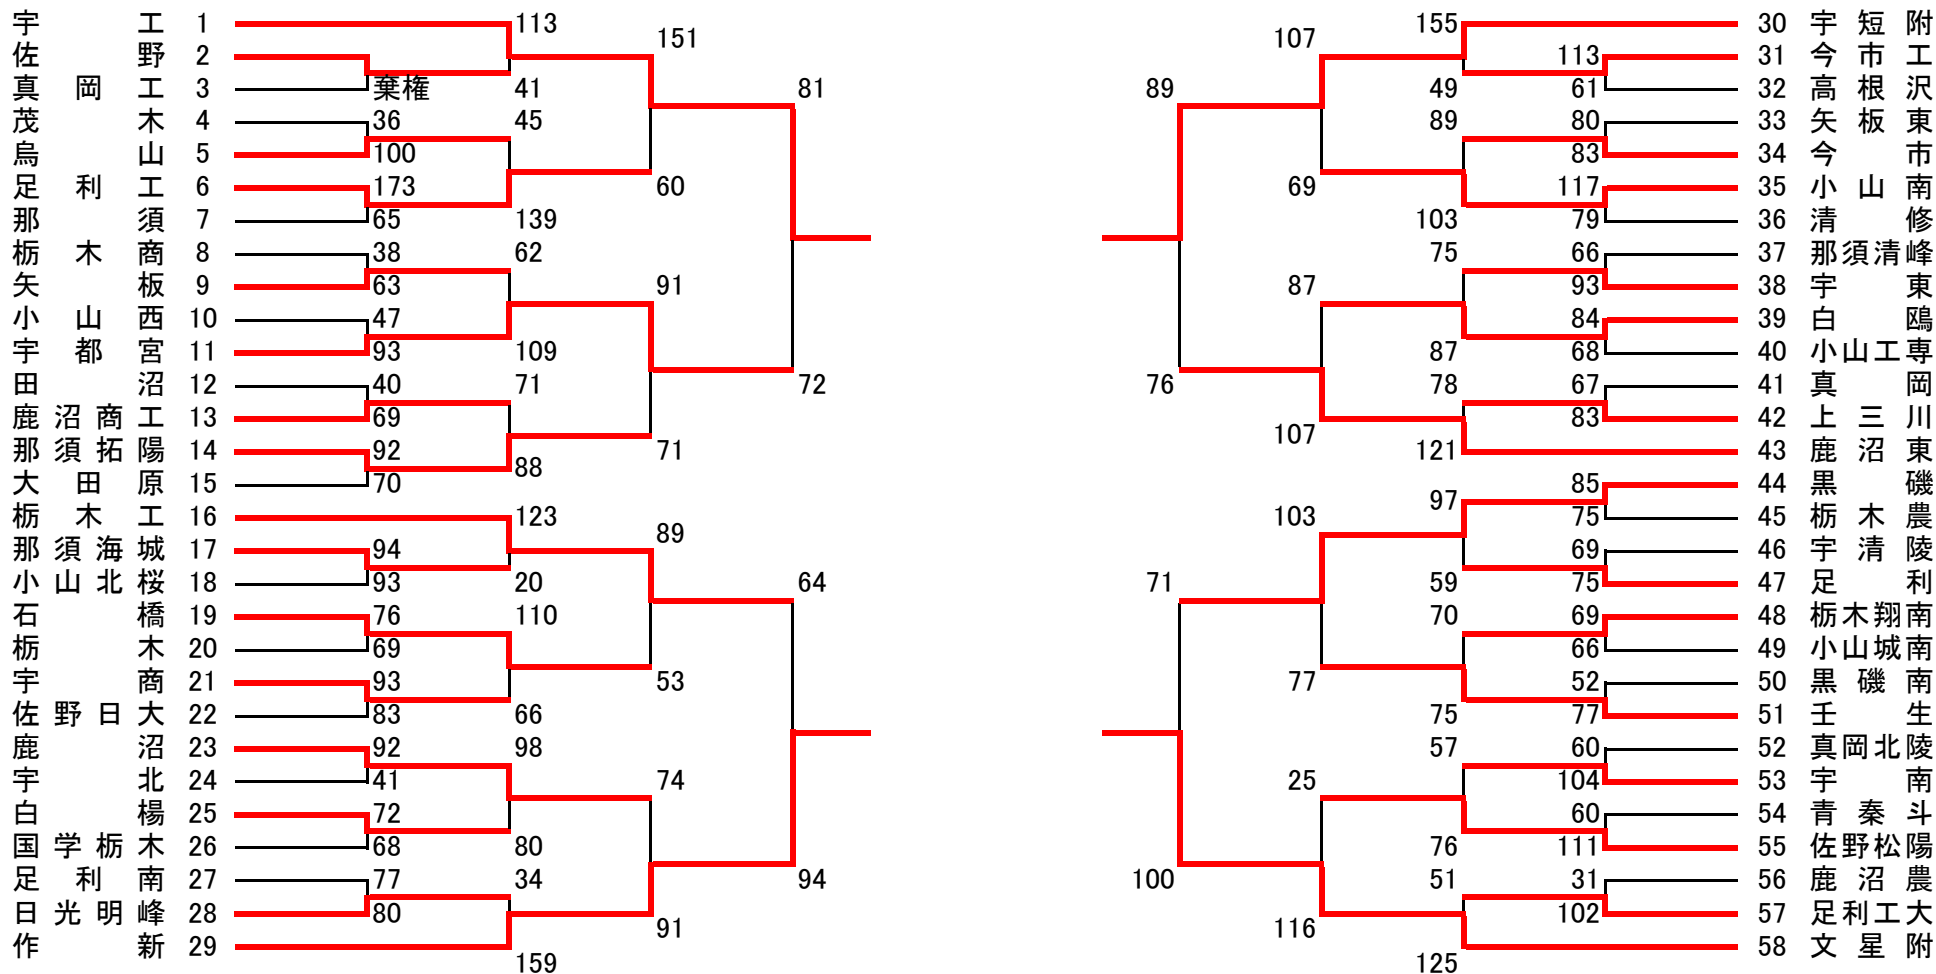 宇工 1 113 155 30 宇短附
107
151
佐野 2 113 31 今市工
真岡工 3 棄権 41 81 89 49 61 32 高根沢
茂木 4 36 45 89 80 33 矢板東
烏山 5 100 83 34 今市
足利工 6 173 60 69 117 35 小山南
那須 7 65 139 103 79 36 清修
栃木商 8 38 62 75 66 37 那須清峰
矢板 9 63 91 87 93 38 宇東
小山西 10 47 84 39 白鴎
宇都宮 11 93 109 87 68 40 小山工専
田沼 12 40 71 72 76 78 67 41 真岡
鹿沼商工 13 69 83 42 上三川
107
那須拓陽 14 92 71 121 43 鹿沼東
88
大田原 15 70 85 44 黒磯
97
栃木工 16 123 103 75 45 栃木農
89
那須海城 17 94 69 46 宇清陵
小山北桜 18 93 20 64 71 59 75 47 足利
石橋 19 76 110 70 69 48 栃木翔南
栃木 20 69 66 49 小山城南
宇商 21 93 53 77 52 50 黒磯南
佐野日大 22 83 66 75 77 51 壬生
鹿沼 23 92 98 57 60 52 真岡北陵
宇北 24 41 74 25 104 53 宇南
白楊 25 72 60 54 青秦斗
国学栃木 26 68 80 76 111 55 佐野松陽
足利南 27 77 34 94 100 51 31 56 鹿沼農
日光明峰 28 80 102 57 足利工大
91 116
作新 29 58 文星附
159 125